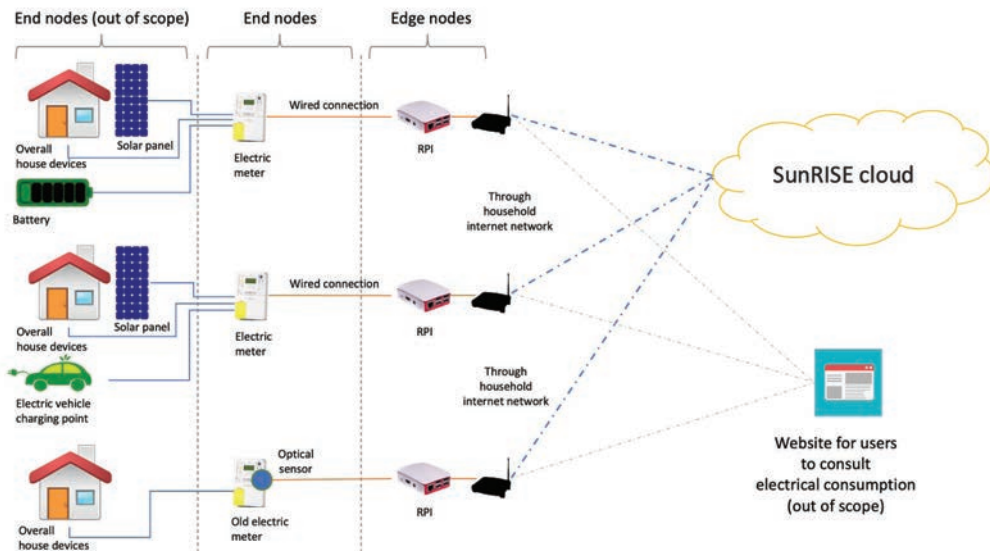 End nodes (out of scope)
End nodes
Edge nodes
Wired connection
Solar panel
Overall
house devices
Electric
meter
RPI
Battery
SunRISE cloud
Through
household
internet network
Wired connection
Solar panel
Overall
house devices
Electric
meter
RPI
Electric vehicle
charging point
Through
household
internet network
Website for users
to consult
electrical consumption
(out of scope)
Optical
sensor
RPI
Overall
house devices
Old electric
meter